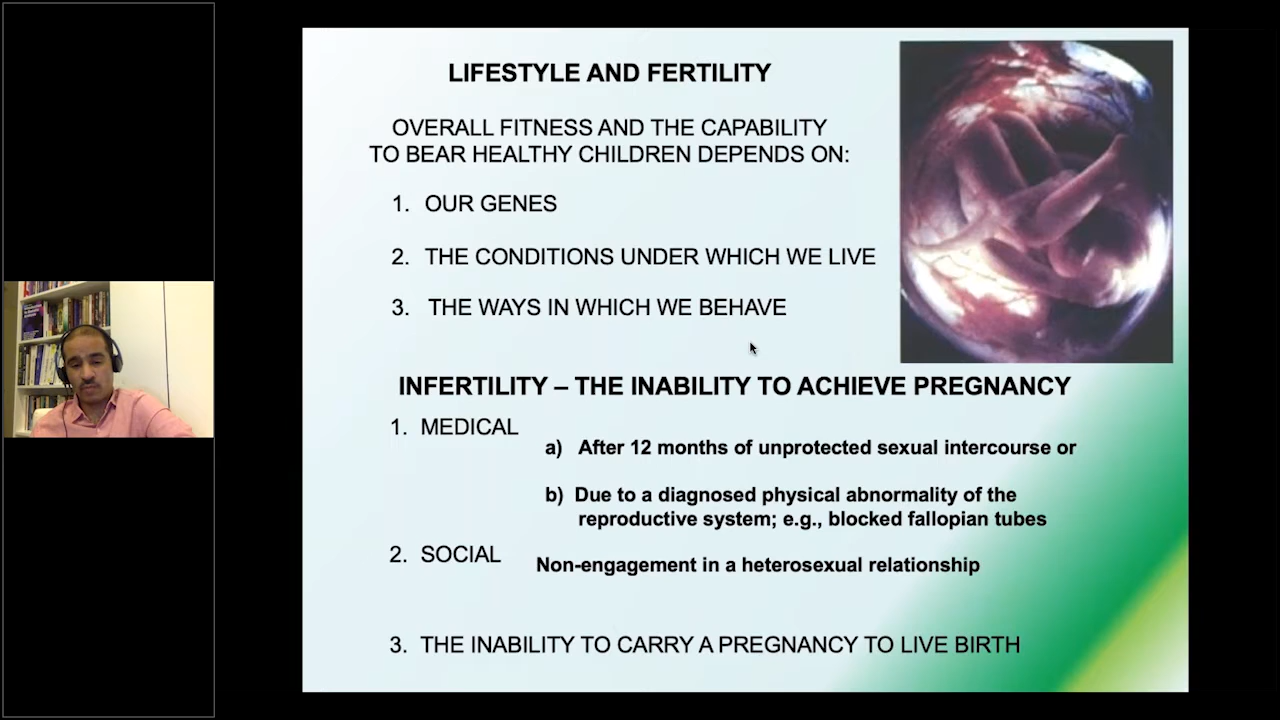 LIFESTYLE AND FERTILITY
OVERALL FITNESS AND THE CAPABILITY
TO BEAR HEALTHY CHILDREN DEPENDS ON:
1. OUR GENES
2. THE CONDITIONS UNDER WHICH WE LIVE
3. THE WAYS IN WHICH WE BEHAVE
INFERTILITY – THE INABILITY TO ACHIEVE PREGNANCY
1. MEDICAL
a) After 12 months of unprotected sexual intercourse or
b) Due to a diagnosed physical abnormality of the
reproductive system; e.g., blocked fallopian tubes
2. SOCIAL
Non-engagement in a heterosexual relationship
3. THE INABILITY TO CARRY A PREGNANCY TO LIVE BIRTH